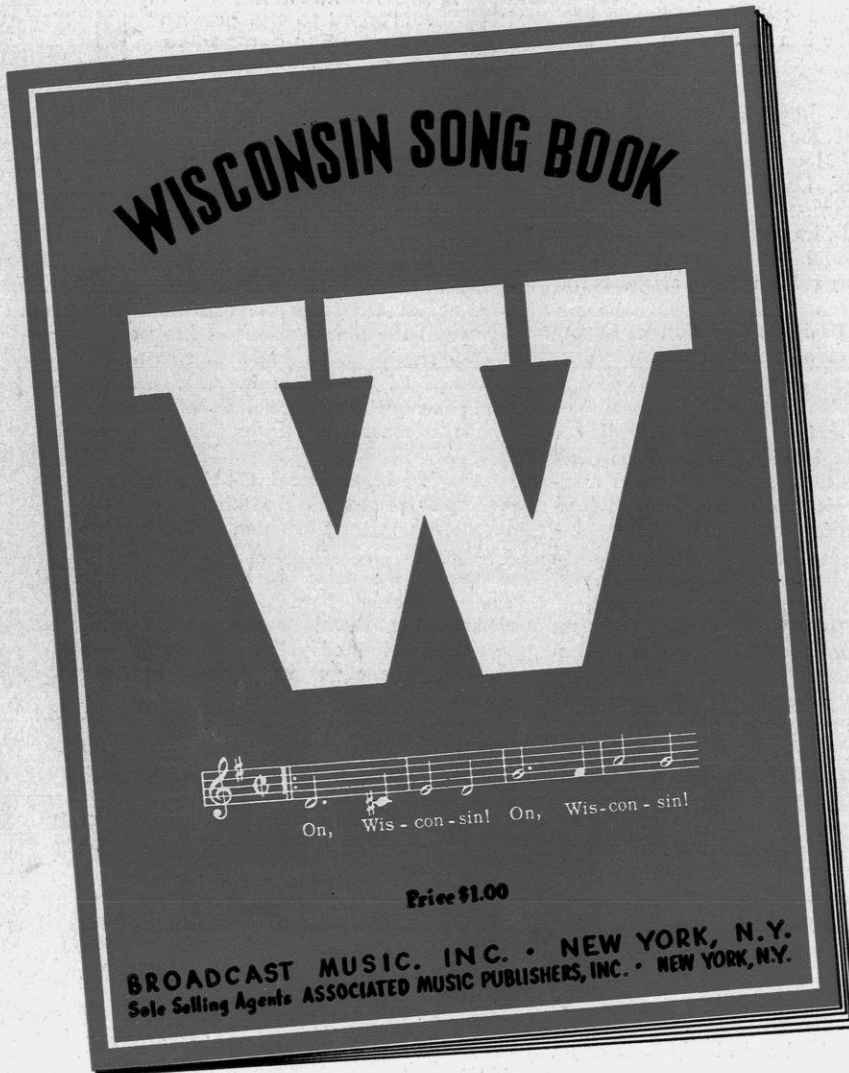 WISCONSIN SONG BOOK
W
On, Wis - con - sin! On, Wis - con - sin!
Price $1.00
BROADCAST MUSIC. INC. • NEW YORK, N.Y.
Sole Selling Agents ASSOCIATED MUSIC PUBLISHERS, INC. • NEW YORK, N.Y.